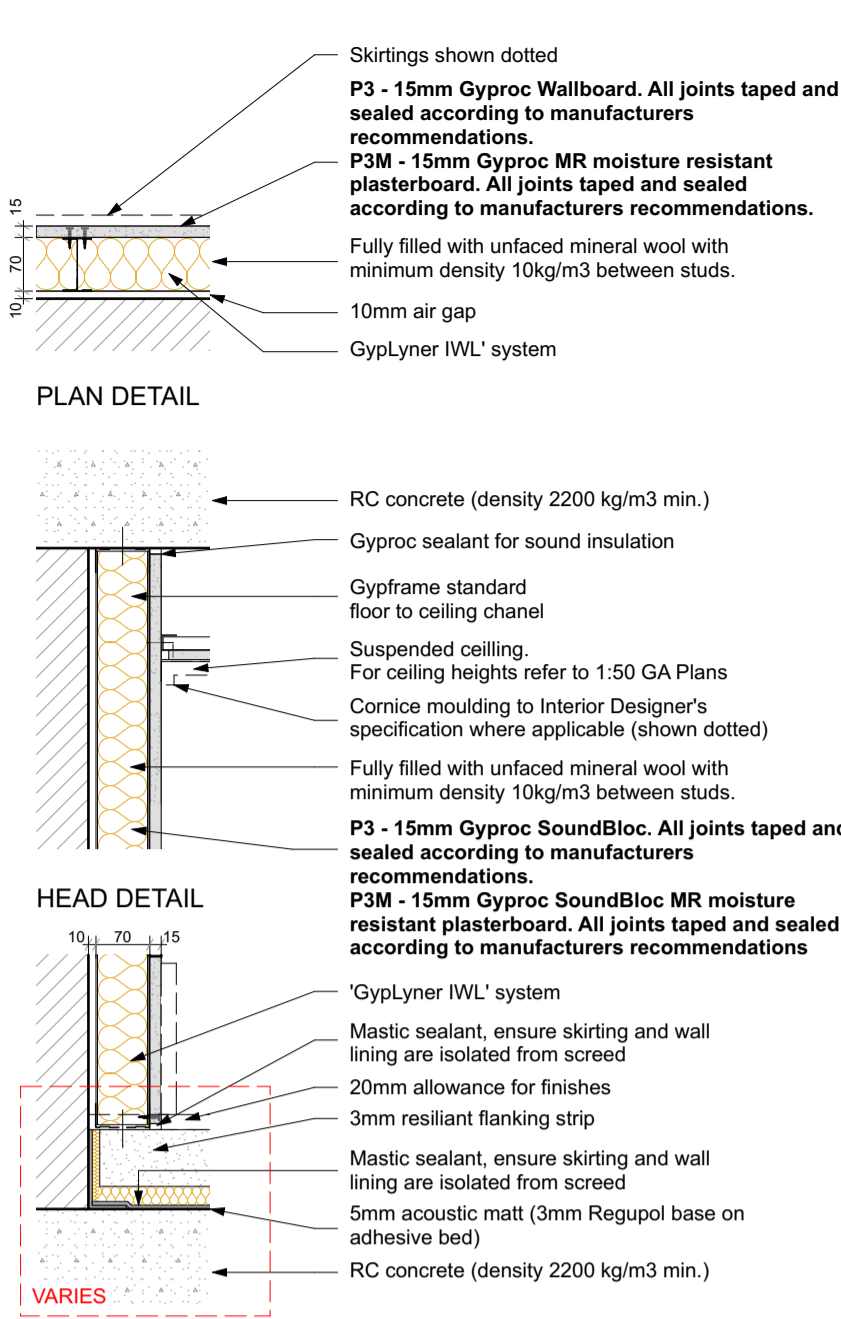 Skirtings shown dotted
P3 - 15mm Gyproc Wallboard. All joints taped and
sealed according to manufacturers
recommendations.
P3M - 15mm Gyproc MR moisture resistant
plasterboard. All joints taped and sealed
according to manufacturers recommendations.
15
70
10
Fully filled with unfaced mineral wool with
minimum density 10kg/m3 between studs.
10mm air gap
GypLyner IWL' system
PLAN DETAIL
RC concrete (density 2200 kg/m3 min.)
Gyproc sealant for sound insulation
Gypframe standard
floor to ceiling chanel
Suspended ceilling.
For ceiling heights refer to 1:50 GA Plans
Cornice moulding to Interior Designer's
specification where applicable (shown dotted)
Fully filled with unfaced mineral wool with
minimum density 10kg/m3 between studs.
P3 - 15mm Gyproc SoundBloc. All joints taped and
sealed according to manufacturers
recommendations.
P3M - 15mm Gyproc SoundBloc MR moisture
resistant plasterboard. All joints taped and sealed
according to manufacturers recommendations
HEAD DETAIL
10 70 15
'GypLyner IWL' system
Mastic sealant, ensure skirting and wall
lining are isolated from screed
20mm allowance for finishes
3mm resiliant flanking strip
Mastic sealant, ensure skirting and wall
lining are isolated from screed
5mm acoustic matt (3mm Regupol base on
adhesive bed)
RC concrete (density 2200 kg/m3 min.)
VARIES